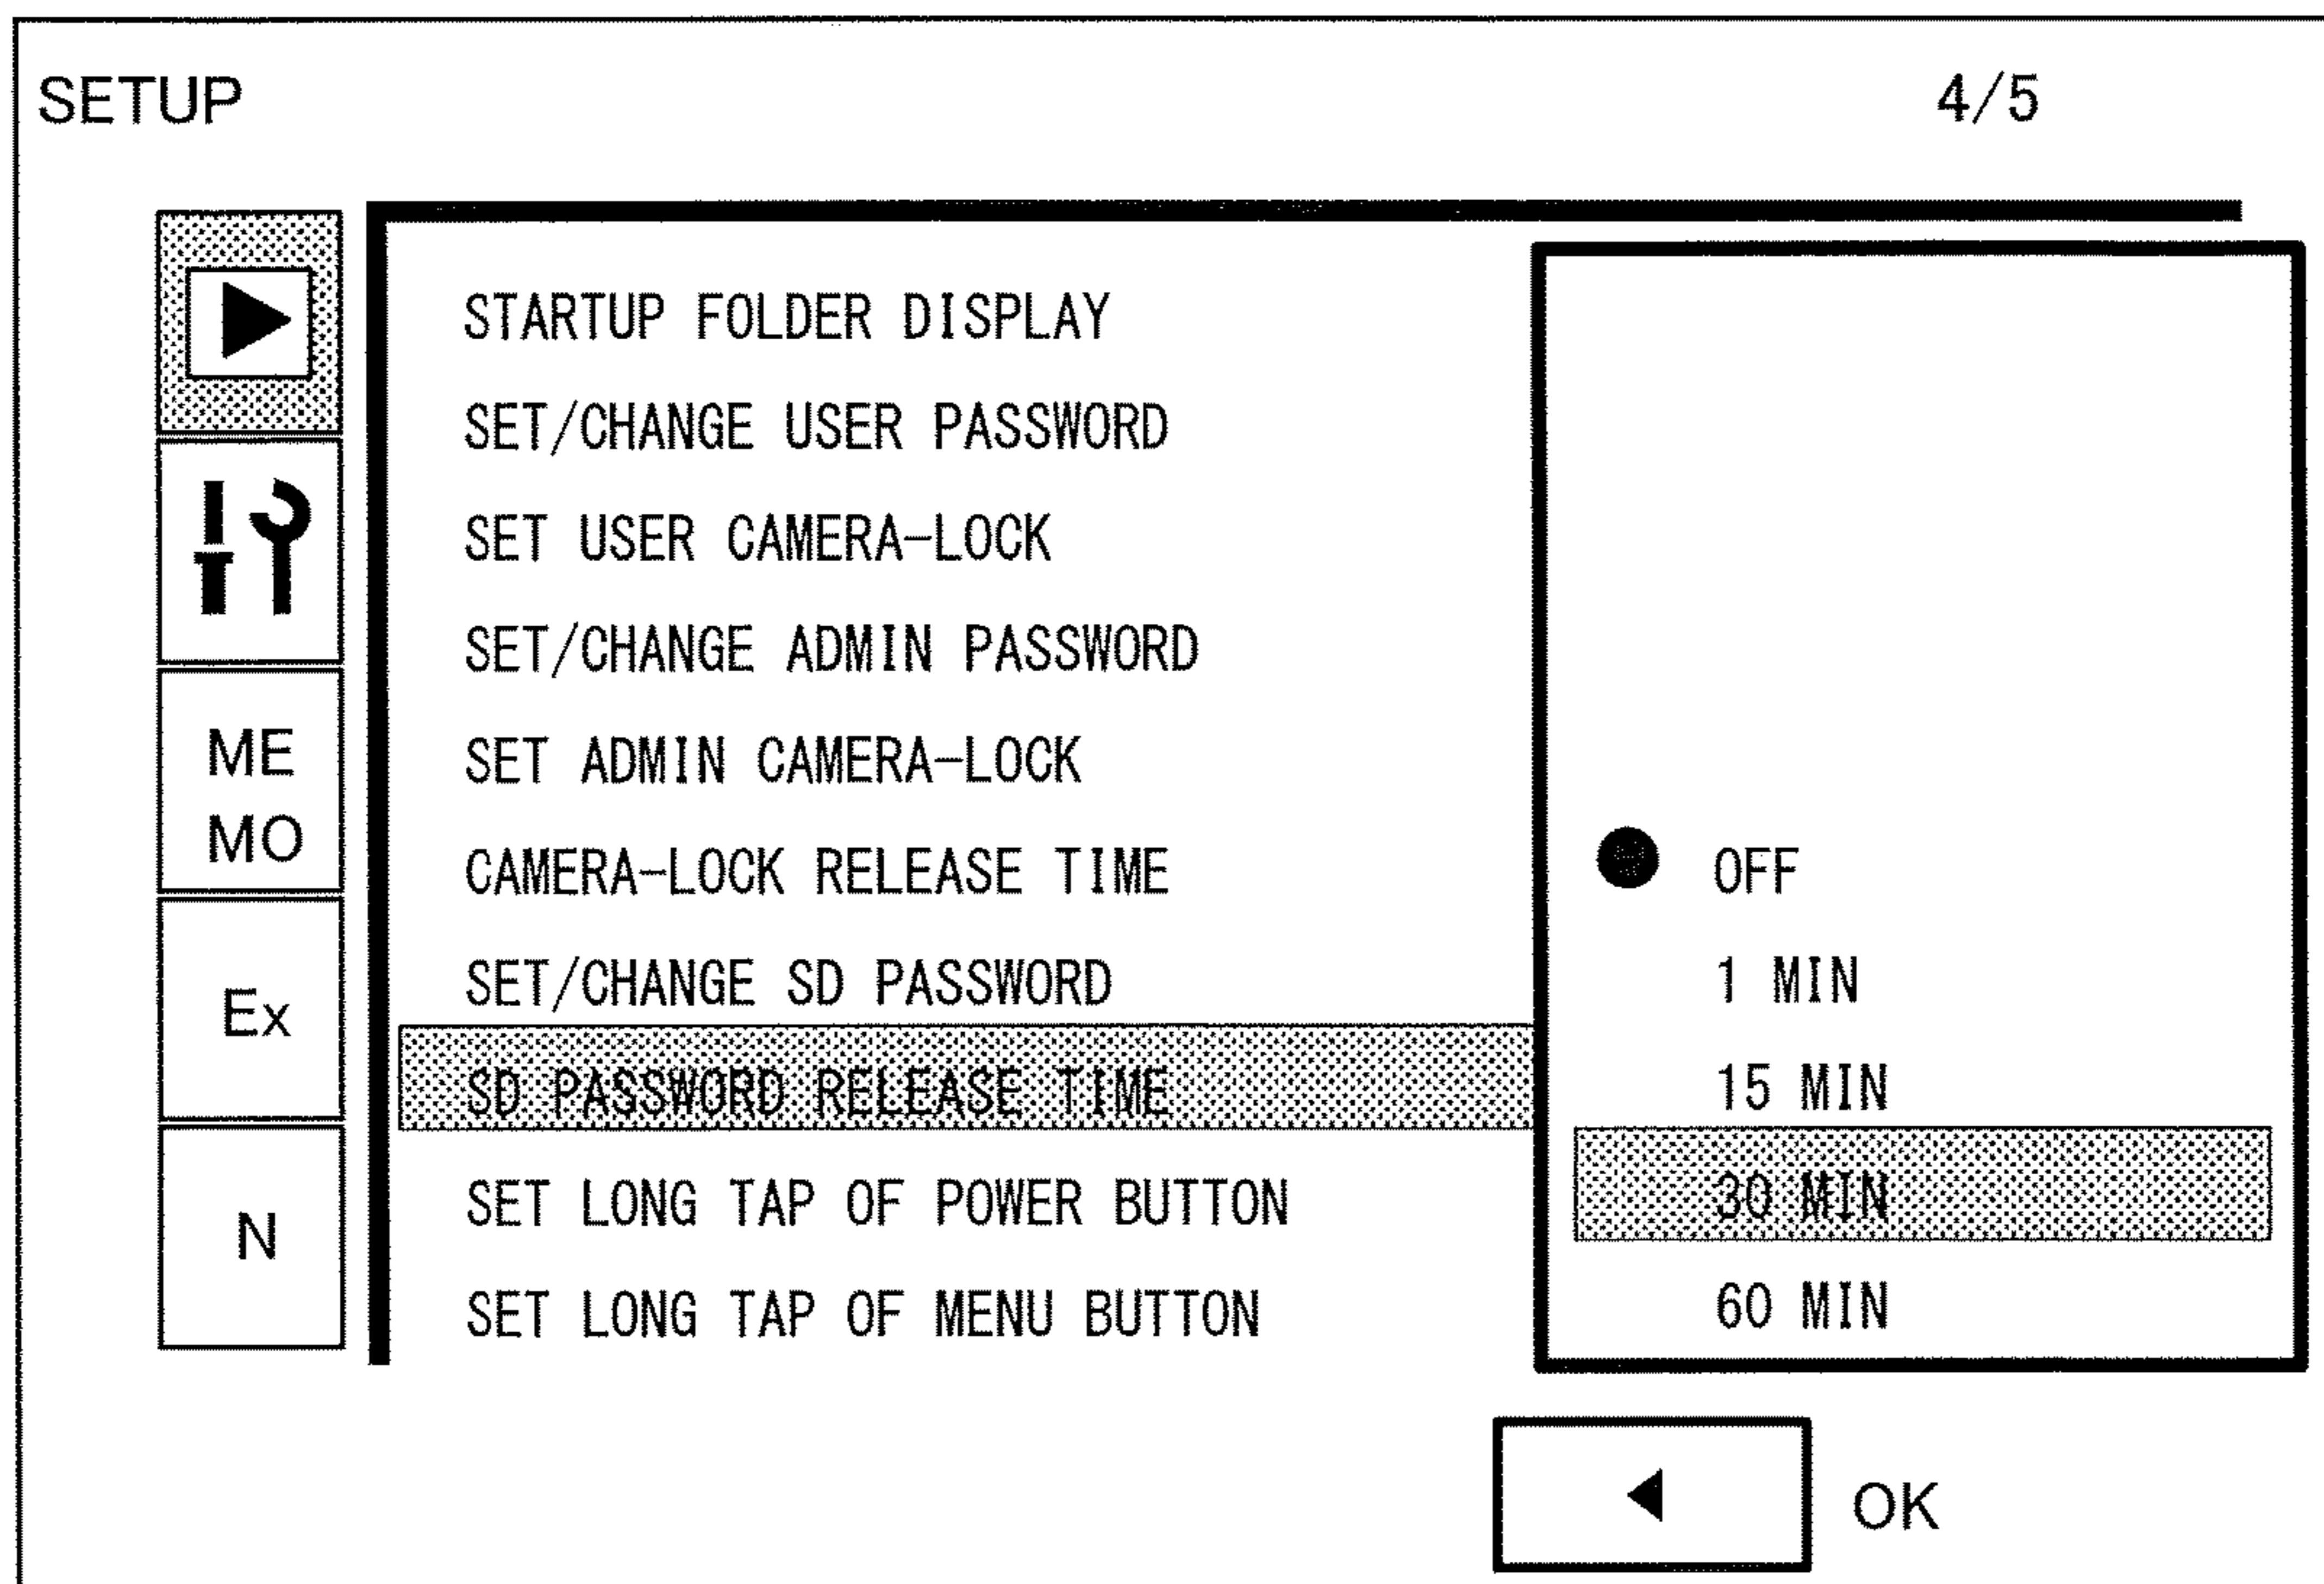 SETUP
4/5
STARTUP FOLDER DISPLAY
SET/CHANGE USER PASSWORD
SET USER CAMERA-LOCK
SET/CHANGE ADMIN PASSWORD
SET ADMIN CAMERA-LOCK
CAMERA-LOCK RELEASE TIME
SET/CHANGE SD PASSWORD
SD PASSWORD RELEASE TIME
SET LONG TAP OF POWER BUTTON
SET LONG TAP OF MENU BUTTON
ME
MO
Ex
N
OFF
1 MIN
15 MIN
30 MIN
60 MIN
OK